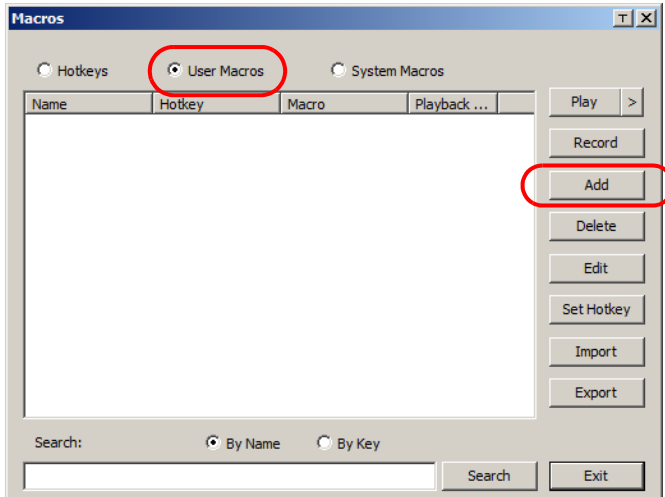 Macros T X
Hotkeys User Macros System Macros
Name Hotkey Macro Playback ...
Play >
Record
Add
Delete
Edit
Set Hotkey
Import
Export
Search: By Name By Key
Search Exit